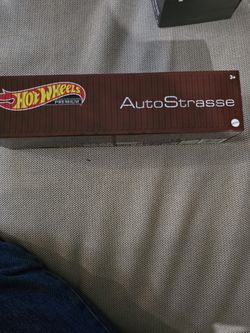 HOT WHEELS
PREMIUM
AutoStrasse
3+